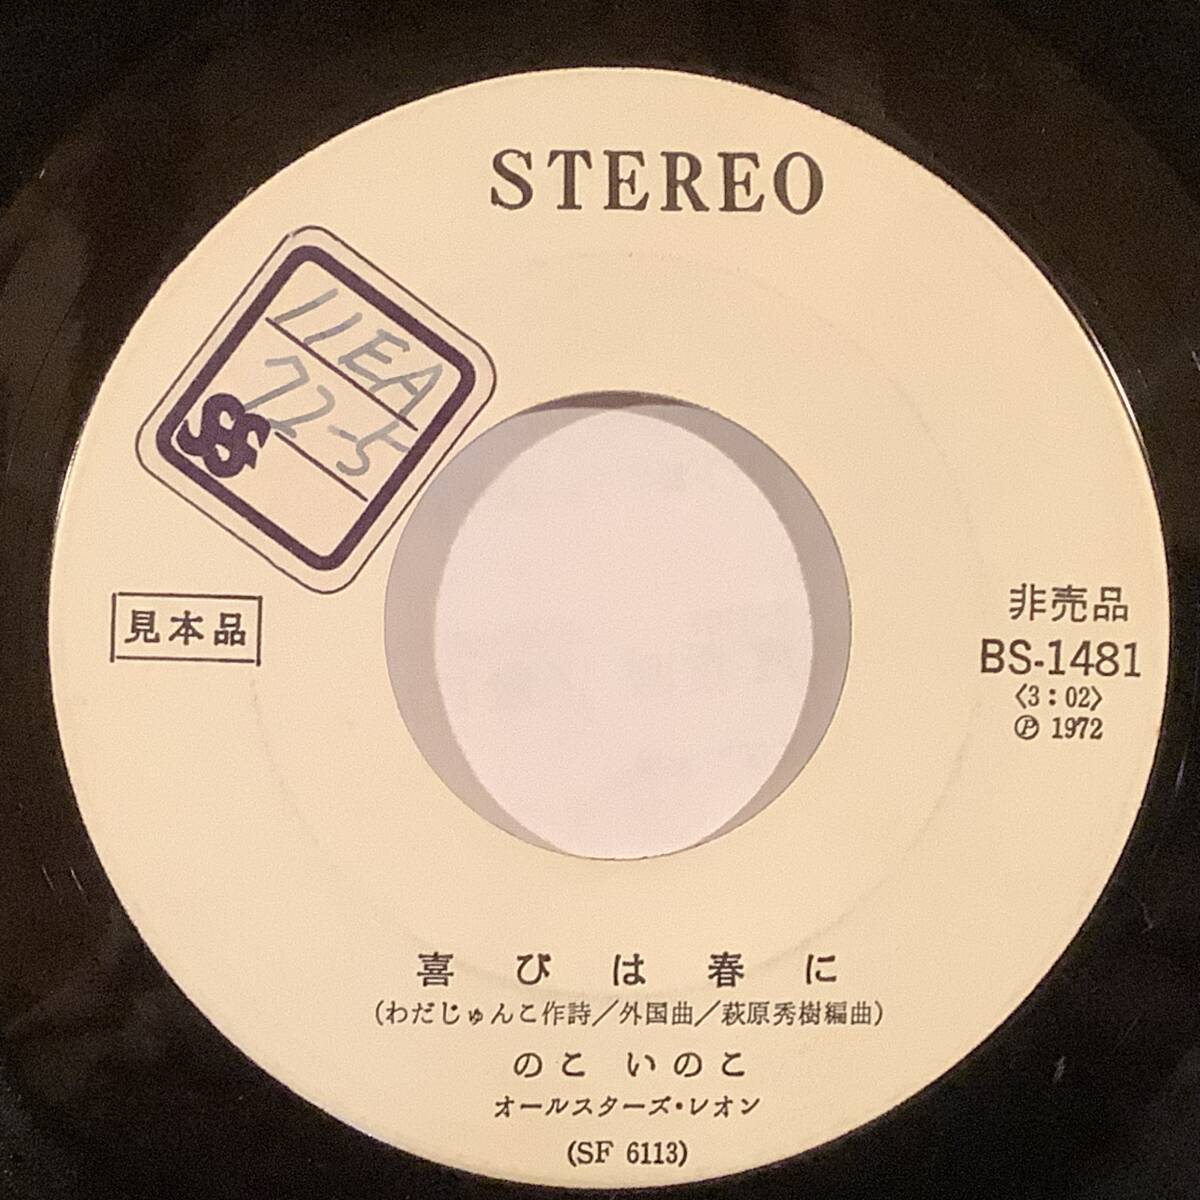 STEREO
11EA
72-5
見本品
非売品
BS-1481
〈3:02〉
Ⓟ 1972
喜びは春に
(わだじゅんこ作詩/外国曲/萩原秀樹編曲)
のこ いのこ
オールスターズ・レオン
(SF 6113)